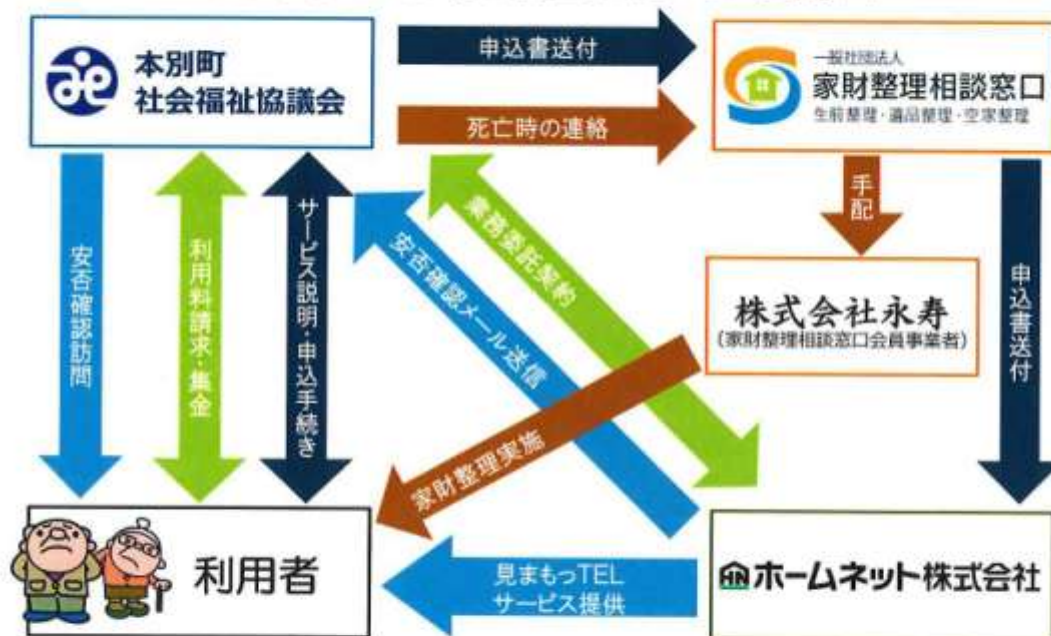 本別町
社会福祉協議会
申込書送付
死亡時の連絡
一般社団法人
家財整理相談窓口
生前整理・遺品整理・空家整理
手配
申込書送付
株式会社永寿
(家財整理相談窓口会員事業者)
安否確認訪問
利用料請求・集金
サービス説明・申込手続き
業務委託契約
安否確認メール送信
家財整理実施
利用者
見まもっTEL
サービス提供
HN ホームネット株式会社